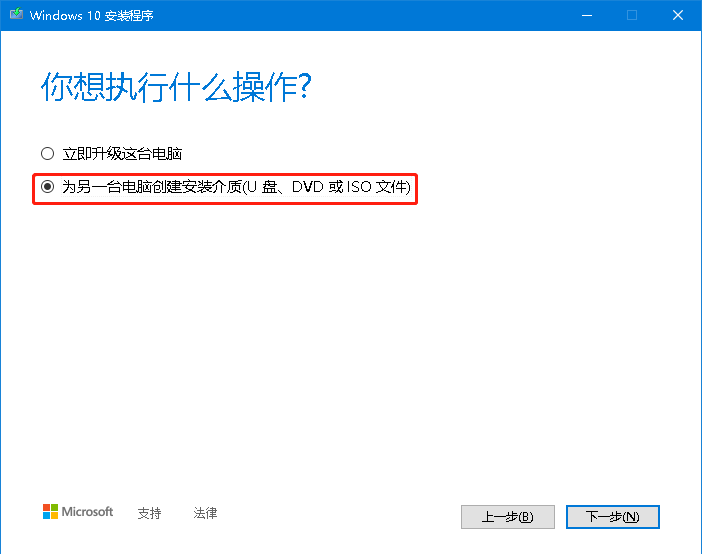 Windows 10 安装程序
你想执行什么操作?
立即升级这台电脑
为另一台电脑创建安装介质(U 盘、DVD 或 ISO 文件)
Microsoft 支持 法律 上一步(B) 下一步(N)